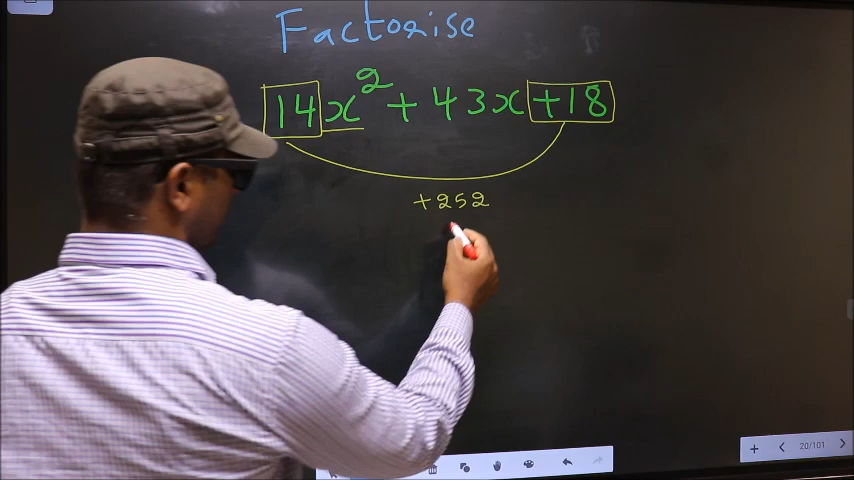 Factorise
14x² + 43x +18
+252
+ < 20/101 >